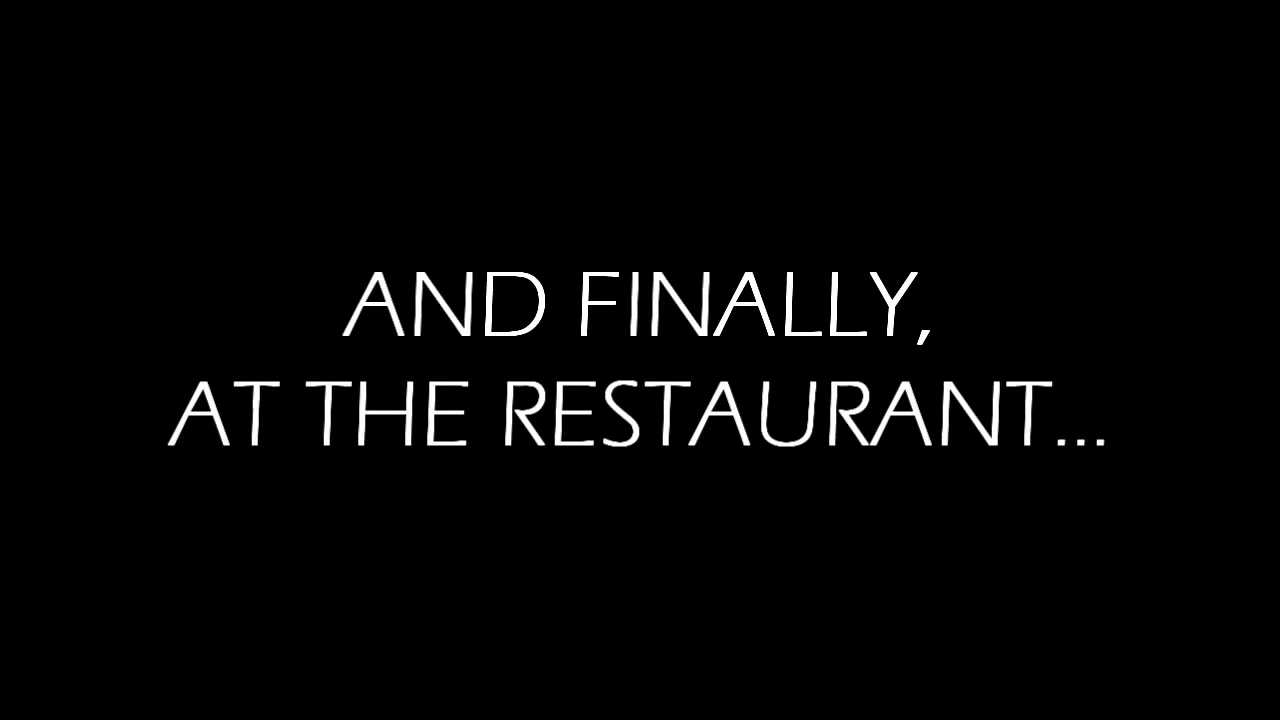 AND FINALLY,
AT THE RESTAURANT...